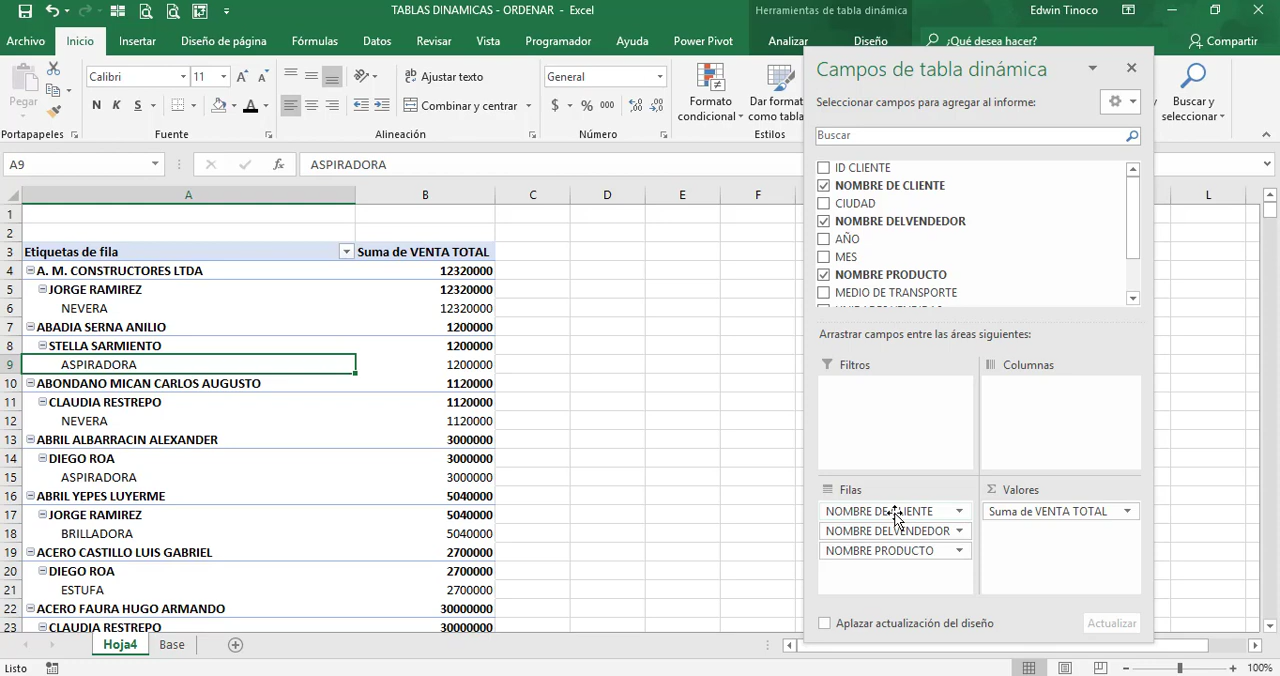 TABLAS DINAMICAS - ORDENAR - Excel
Herramientas de tabla dinámica
Edwin Tinoco
Archivo Inicio Insertar Diseño de página Fórmulas Datos Revisar Vista Programador Ayuda Power Pivot Analizar Diseño ¿Qué desea hacer? Compartir
Pegar
Calibri 11
N K S
Ajustar texto
Combinar y centrar
General
$ % 000
Formato condicional
Dar formato como tabla
Buscar y seleccionar
Portapapeles Fuente Alineación Número Estilos
A9 fx ASPIRADORA
A B C D E F L
1
2
3 Etiquetas de fila Suma de VENTA TOTAL
4 A. M. CONSTRUCTORES LTDA 12320000
5 JORGE RAMIREZ 12320000
6 NEVERA 12320000
7 ABADIA SERNA ANILIO 1200000
8 STELLA SARMIENTO 1200000
9 ASPIRADORA 1200000
10 ABONDANO MICAN CARLOS AUGUSTO 1120000
11 CLAUDIA RESTREPO 1120000
12 NEVERA 1120000
13 ABRIL ALBARRACIN ALEXANDER 3000000
14 DIEGO ROA 3000000
15 ASPIRADORA 3000000
16 ABRIL YEPES LUYERME 5040000
17 JORGE RAMIREZ 5040000
18 BRILLADORA 5040000
19 ACERO CASTILLO LUIS GABRIEL 2700000
20 DIEGO ROA 2700000
21 ESTUFA 2700000
22 ACERO FAURA HUGO ARMANDO 30000000
23 CLAUDIA RESTREPO 30000000
Campos de tabla dinámica
Seleccionar campos para agregar al informe:
Buscar
ID CLIENTE
NOMBRE DE CLIENTE
CIUDAD
NOMBRE DELVENDEDOR
AÑO
MES
NOMBRE PRODUCTO
MEDIO DE TRANSPORTE
Arrastrar campos entre las áreas siguientes:
Filtros
Columnas
Filas
NOMBRE DE CLIENTE
NOMBRE DELVENDEDOR
NOMBRE PRODUCTO
Σ Valores
Suma de VENTA TOTAL
Aplazar actualización del diseño
Actualizar
Hoja4 Base
Listo
100%